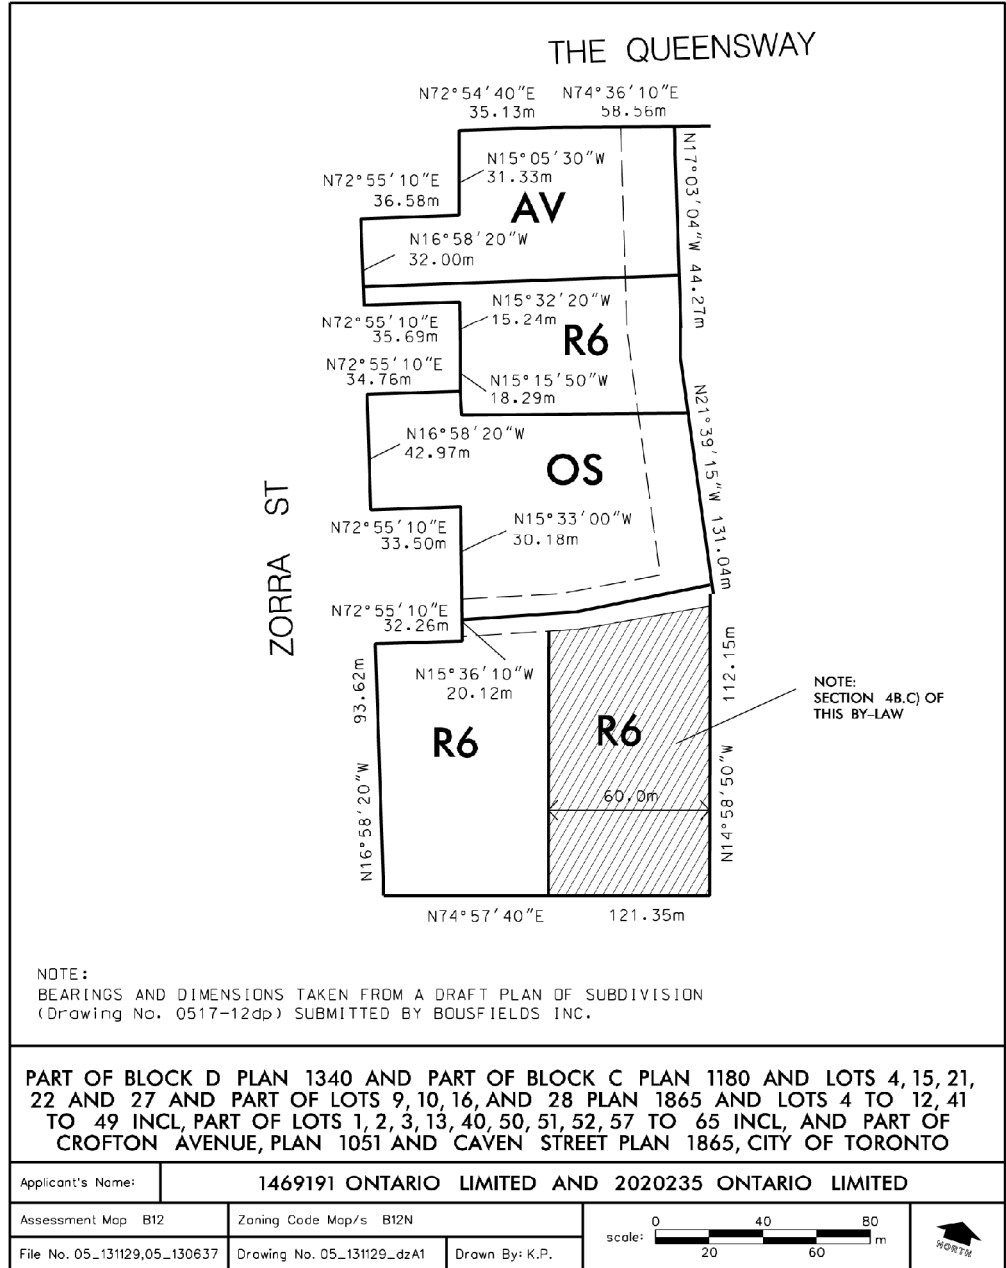 THE QUEENSWAY
N72°54'40"E N74°36'10"E
35.13m 58.56m
N15°05'30"W
31.33m
N72°55'10"E
36.58m
AV
N17°03'04"W 44.27m
N16°58'20"W
32.00m
N15°32'20"W
15.24m
N72°55'10"E
35.69m
R6
N72°55'10"E
34.76m
N15°15'50"W
18.29m
N21°39'15"W 131.04m
N16°58'20"W
42.97m
OS
ZORRA ST
N72°55'10"E
33.50m
N15°33'00"W
30.18m
N72°55'10"E
32.26m
N15°36'10"W
20.12m
N16°58'20"W 93.62m
R6
R6
N14°58'50"W 112.15m
NOTE:
SECTION 4B.C) OF
THIS BY-LAW
60.0m
N74°57'40"E 121.35m
NOTE:
BEARINGS AND DIMENSIONS TAKEN FROM A DRAFT PLAN OF SUBDIVISION
(Drawing No. 0517-12dp) SUBMITTED BY BOUSFIELDS INC.
PART OF BLOCK D PLAN 1340 AND PART OF BLOCK C PLAN 1180 AND LOTS 4, 15, 21,
22 AND 27 AND PART OF LOTS 9, 10, 16, AND 28 PLAN 1865 AND LOTS 4 TO 12, 41
TO 49 INCL, PART OF LOTS 1, 2, 3, 13, 40, 50, 51, 52, 57 TO 65 INCL, AND PART OF
CROFTON AVENUE, PLAN 1051 AND CAVEN STREET PLAN 1865, CITY OF TORONTO
Applicant's Name: 1469191 ONTARIO LIMITED AND 2020235 ONTARIO LIMITED
Assessment Map B12 Zoning Code Map/s B12N
File No. 05_131129,05_130637 Drawing No. 05_131129_dzA1 Drawn By: K.P.
scale: 0 40 80 m
20 60
NORTH